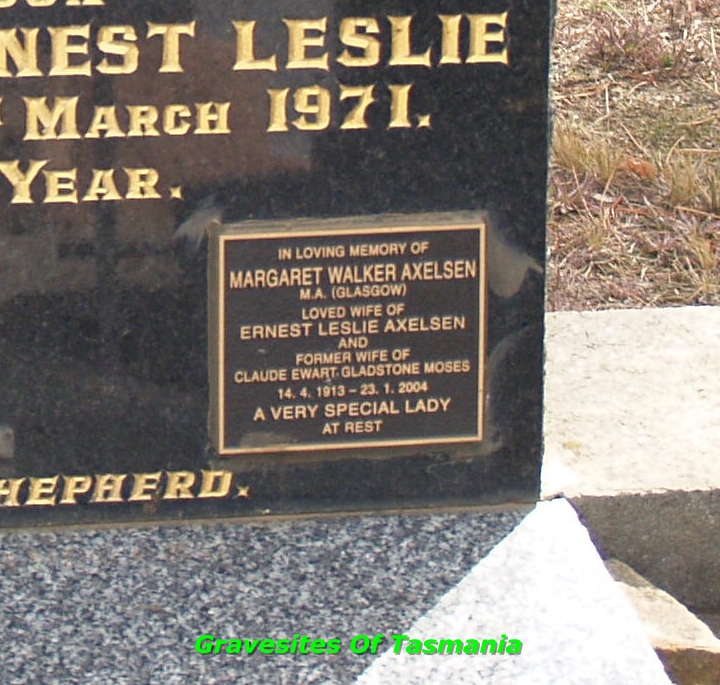 NEST LESLIE
MARCH 1971.
YEAR.
IN LOVING MEMORY OF
MARGARET WALKER AXELSEN
M.A. (GLASGOW)
LOVED WIFE OF
ERNEST LESLIE AXELSEN
AND
FORMER WIFE OF
CLAUDE EWART GLADSTONE MOSES
14. 4. 1913 – 23. 1. 2004
A VERY SPECIAL LADY
AT REST
HEPHERD.
Gravesites Of Tasmania